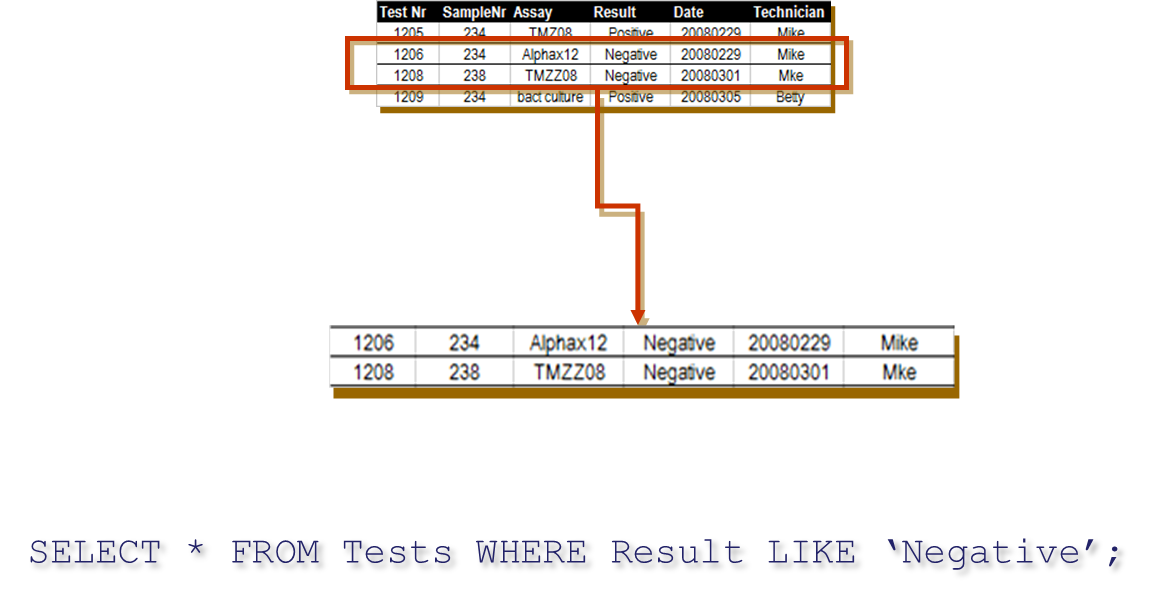 Test Nr SampleNr Assay Result Date Technician
1205 234 TMZ08 Positive 20080229 Mike
1206 234 Alphax12 Negative 20080229 Mike
1208 238 TMZZ08 Negative 20080301 Mke
1209 234 bact culture Positive 20080305 Betty
1206 234 Alphax12 Negative 20080229 Mike
1208 238 TMZZ08 Negative 20080301 Mke
SELECT * FROM Tests WHERE Result LIKE ‘Negative’;